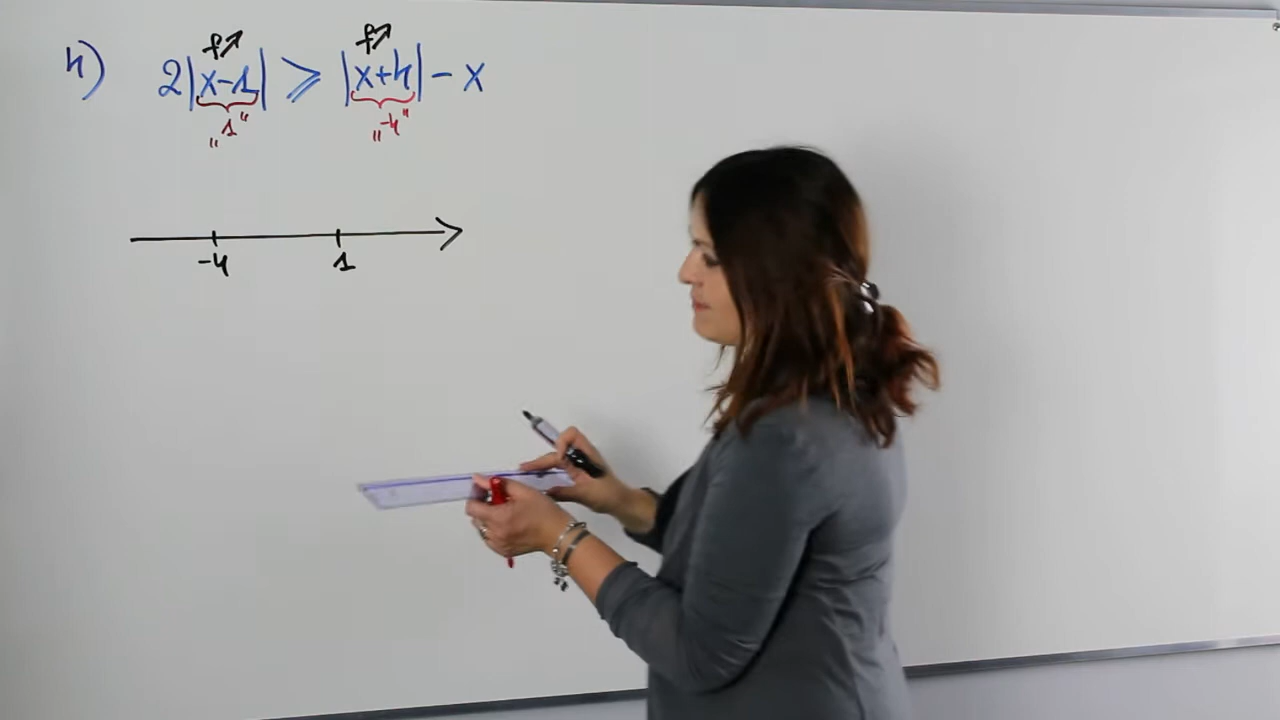 f↗ f↗
4) 2|x-1| ⩾ |x+4| - x
„1" „-4"
-4 1